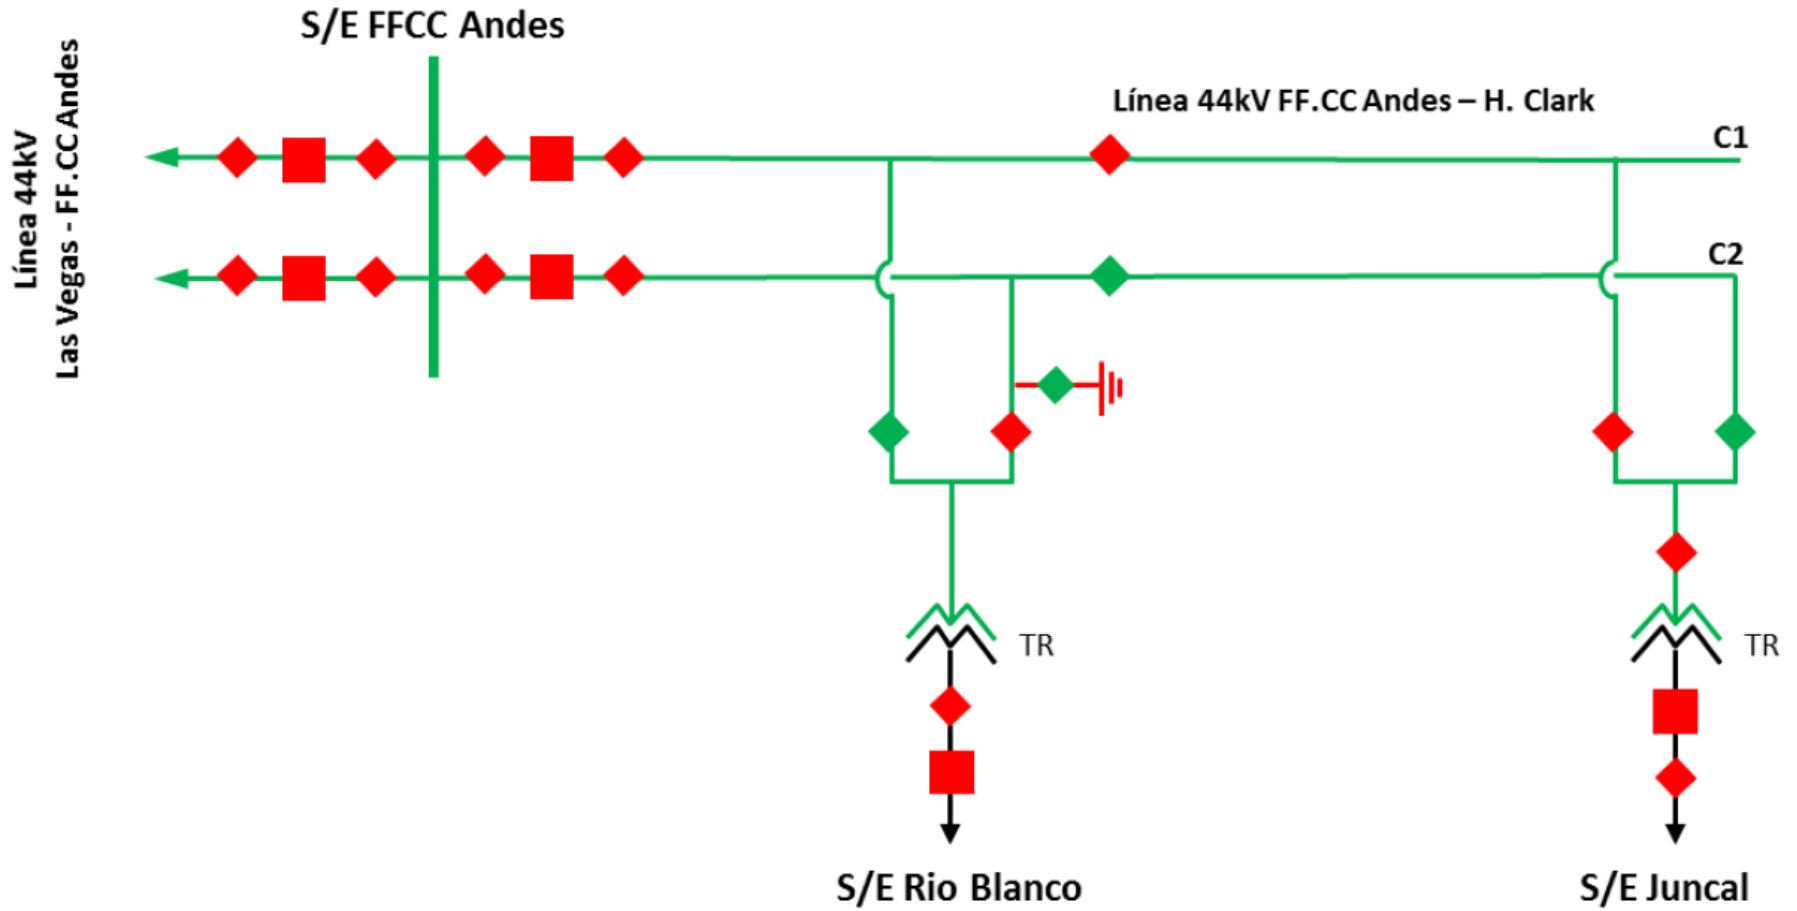 S/E FFCC Andes
Línea 44kV
Las Vegas - FF.CC Andes
Línea 44kV FF.CC Andes – H. Clark
C1
C2
TR
TR
S/E Rio Blanco
S/E Juncal